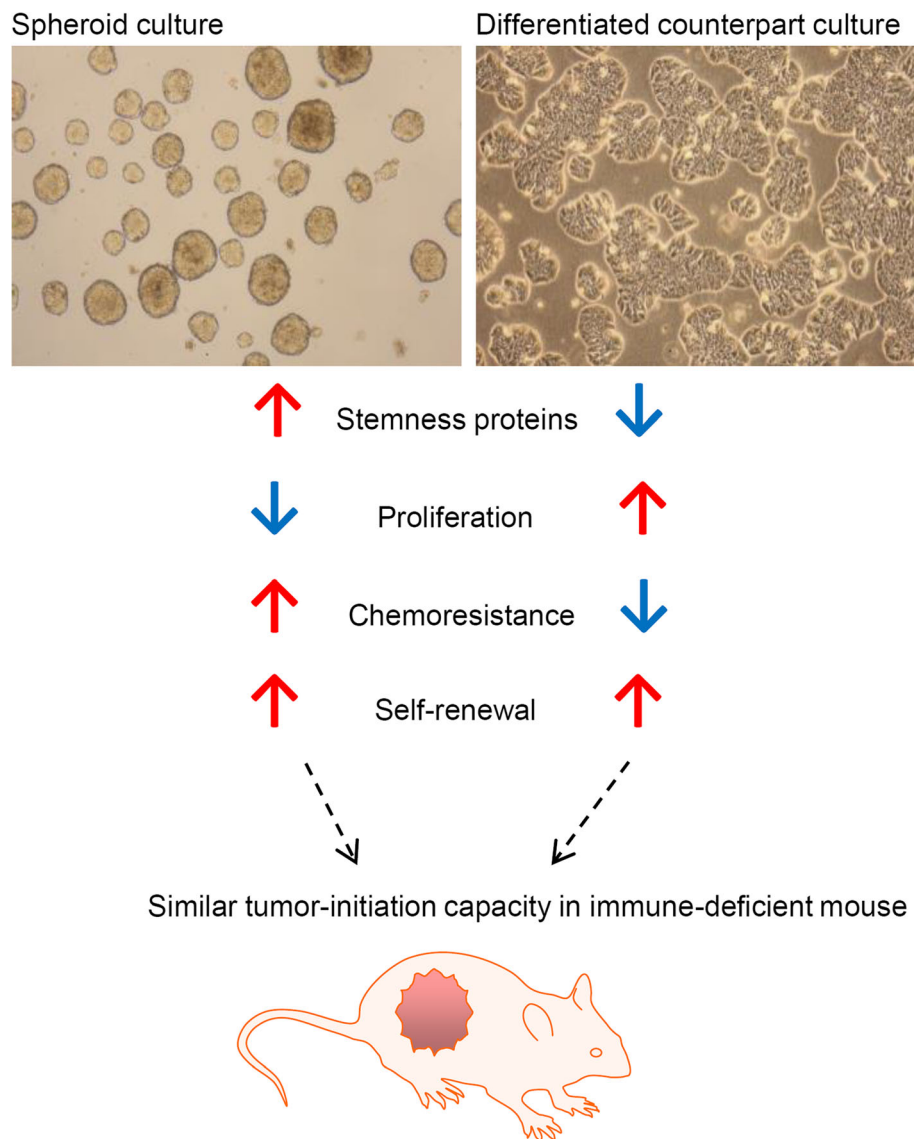 Spheroid culture
Differentiated counterpart culture
Stemness proteins
Proliferation
Chemoresistance
Self-renewal
Similar tumor-initiation capacity in immune-deficient mouse